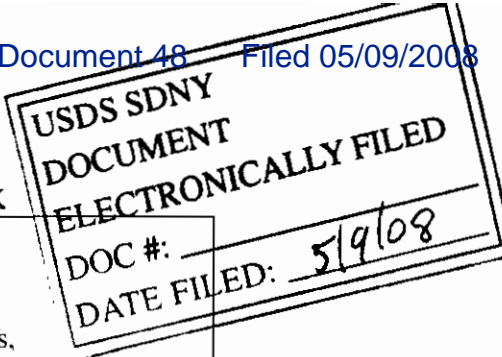 Document 48 Filed 05/09/2008
USDS SDNY
DOCUMENT
ELECTRONICALLY FILED
DOC #:
DATE FILED: 5/9/08
s,